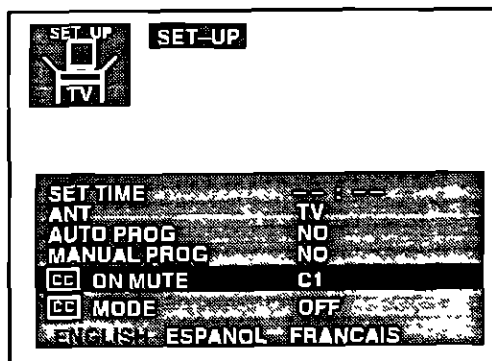 SET UP
SET–UP
TV
SET TIME – – : – –
ANT TV
AUTO PROG NO
MANUAL PROG NO
CC ON MUTE C1
CC MODE OFF
ENGLISH ESPANOL FRANCAIS